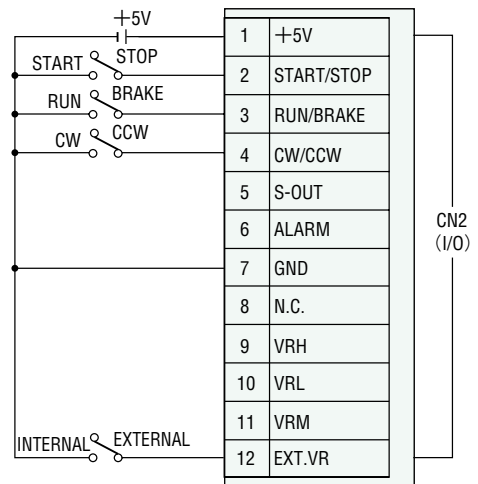 +5V
START STOP
RUN BRAKE
CW CCW
INTERNAL EXTERNAL
1 +5V
2 START/STOP
3 RUN/BRAKE
4 CW/CCW
5 S-OUT
6 ALARM
7 GND
8 N.C.
9 VRH
10 VRL
11 VRM
12 EXT.VR
CN2
(I/O)